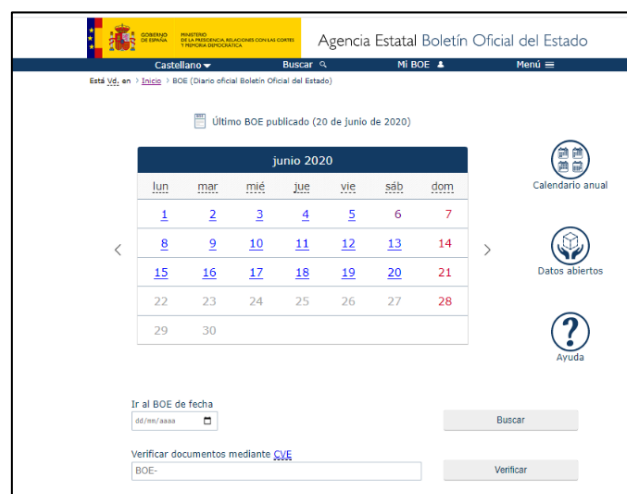 GOBIERNO DE ESPAÑA
MINISTERIO DE LA PRESIDENCIA, RELACIONES CON LAS CORTES Y MEMORIA DEMOCRÁTICA
Agencia Estatal Boletín Oficial del Estado
Castellano Buscar Mi BOE Menú
Está Vd. en > Inicio > BOE (Diario oficial Boletín Oficial del Estado)
Último BOE publicado (20 de junio de 2020)
junio 2020
lun mar mié jue vie sáb dom
1 2 3 4 5 6 7
8 9 10 11 12 13 14
15 16 17 18 19 20 21
22 23 24 25 26 27 28
29 30
Calendario anual
Datos abiertos
?
Ayuda
Ir al BOE de fecha
dd/mm/aaaa Buscar
Verificar documentos mediante CVE
BOE- Verificar